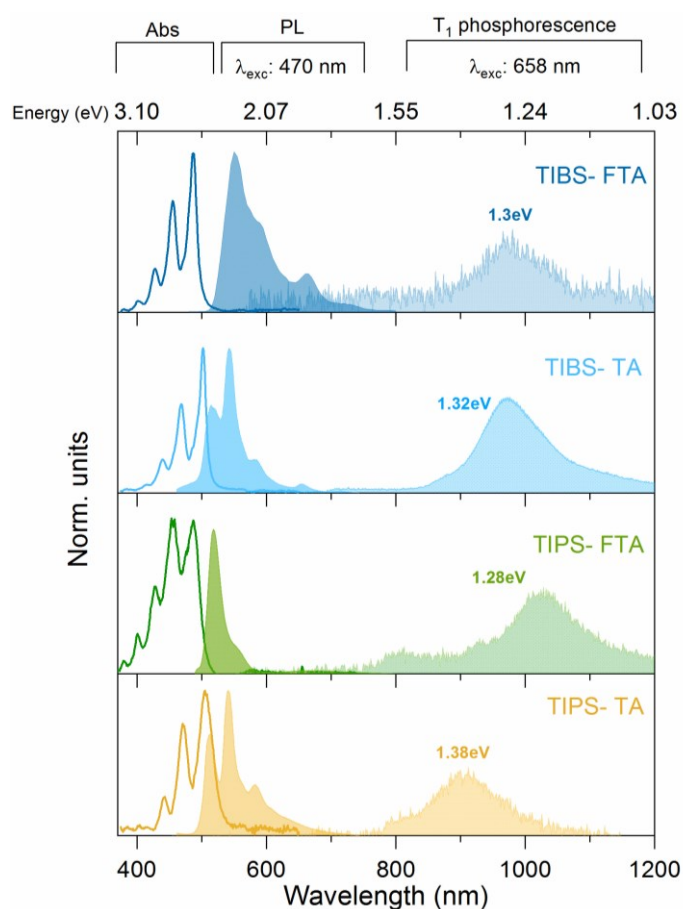 Abs PL T1 phosphorescence
λexc: 470 nm λexc: 658 nm
Energy (eV) 3.10 2.07 1.55 1.24 1.03
TIBS- FTA
1.3eV
TIBS- TA
1.32eV
TIPS- FTA
1.28eV
TIPS- TA
1.38eV
Norm. units
400 600 800 1000 1200
Wavelength (nm)